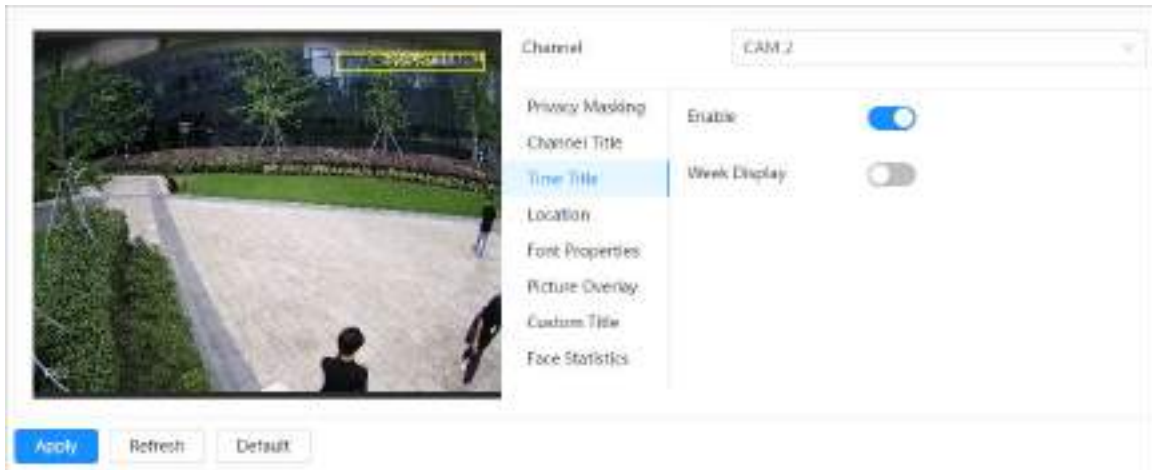 Channel
CAM 2
Privacy Masking
Enable
Channel Title
Time Title
Week Display
Location
Font Properties
Picture Overlay
Custom Title
Face Statistics
Apply
Refresh
Default